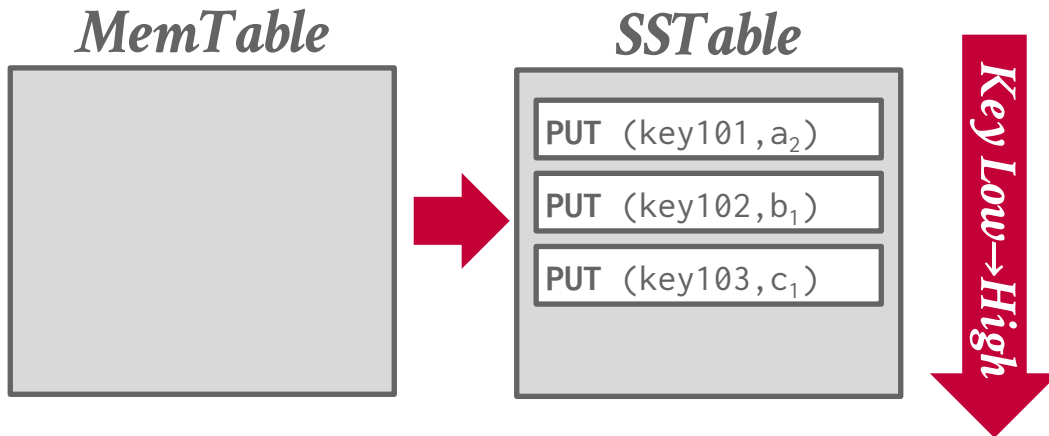 MemTable
SSTable
PUT (key101,a₂)
PUT (key102,b₁)
PUT (key103,c₁)
Key Low→High